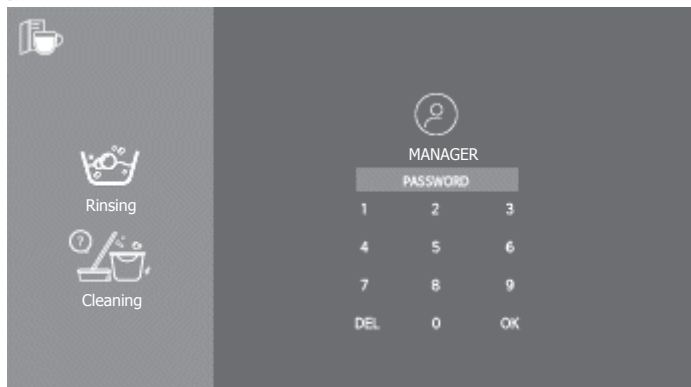 Rinsing
?
Cleaning
MANAGER
PASSWORD
1 2 3
4 5 6
7 8 9
DEL 0 OK